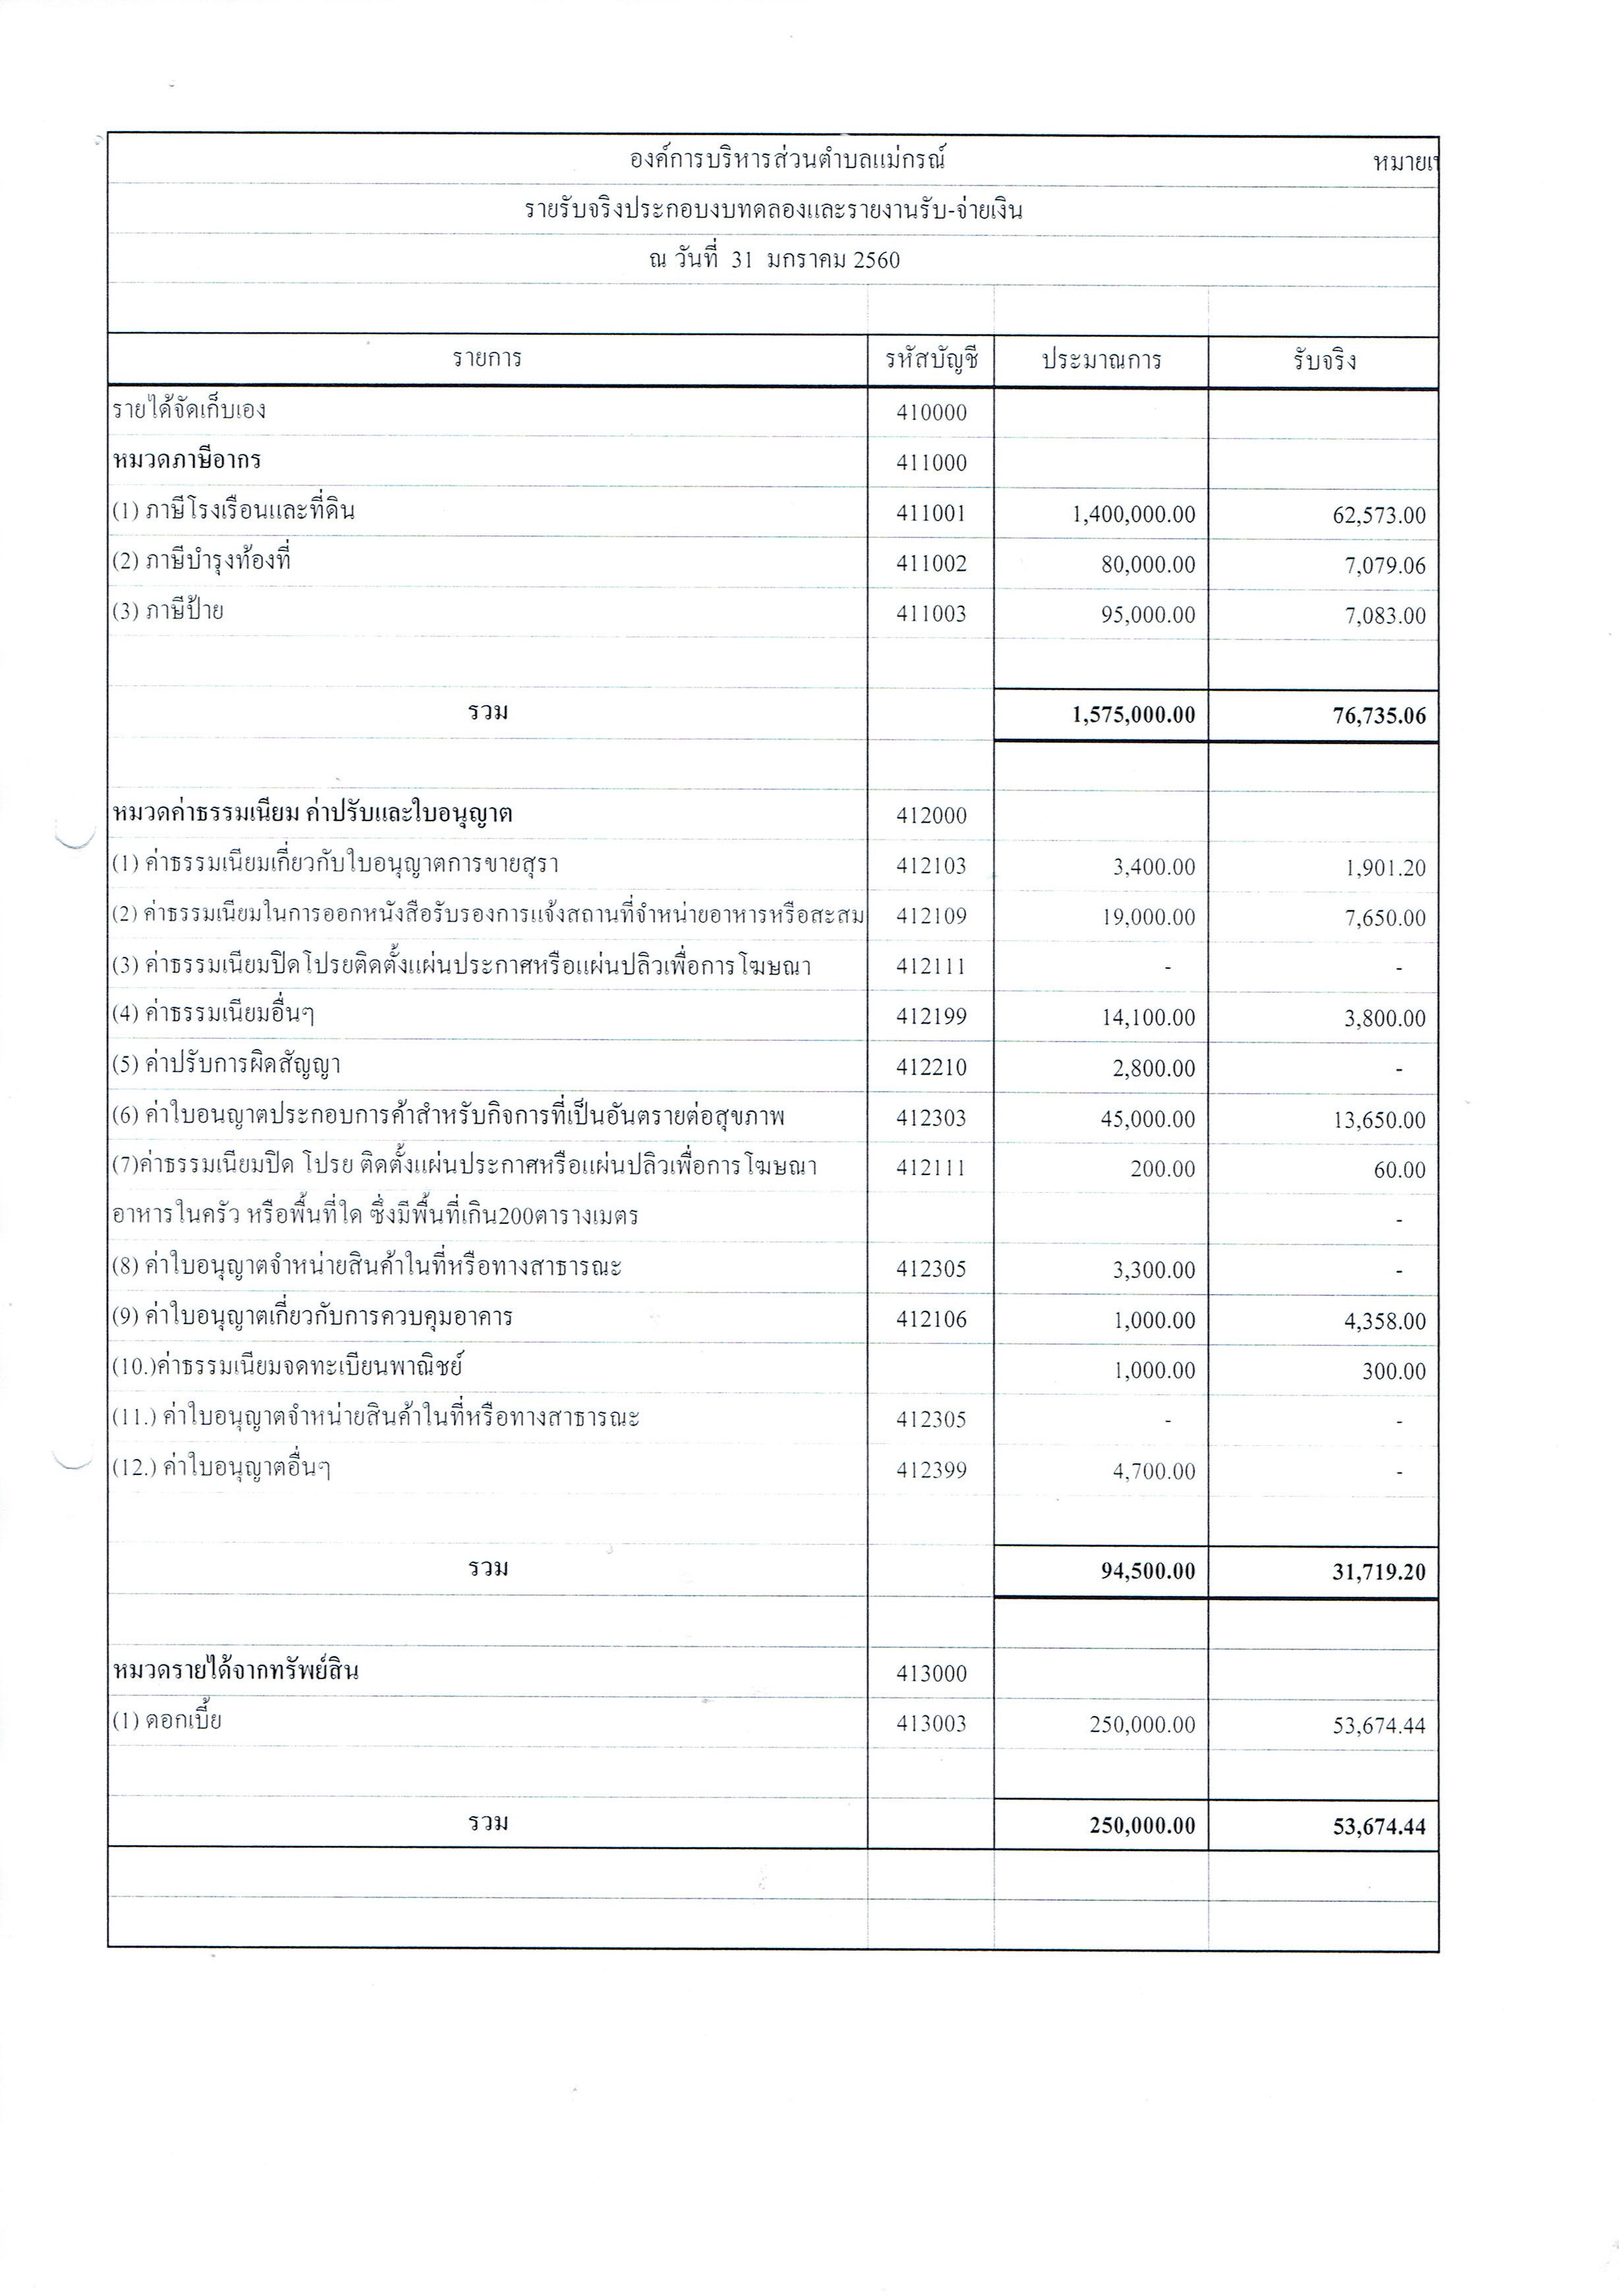 องค์การบริหารส่วนตำบลแม่กรณ์ หมายเ
รายรับจริงประกอบงบทดลองและรายงานรับ-จ่ายเงิน
ณ วันที่ 31 มกราคม 2560
รายการ รหัสบัญชี ประมาณการ รับจริง
รายได้จัดเก็บเอง 410000
หมวดภาษีอากร 411000
(1) ภาษีโรงเรือนและที่ดิน 411001 1,400,000.00 62,573.00
(2) ภาษีบำรุงท้องที่ 411002 80,000.00 7,079.06
(3) ภาษีป้าย 411003 95,000.00 7,083.00
รวม 1,575,000.00 76,735.06
หมวดค่าธรรมเนียม ค่าปรับและใบอนุญาต 412000
(1) ค่าธรรมเนียมเกี่ยวกับใบอนุญาตการขายสุรา 412103 3,400.00 1,901.20
(2) ค่าธรรมเนียมในการออกหนังสือรับรองการแจ้งสถานที่จำหน่ายอาหารหรือสะสม 412109 19,000.00 7,650.00
(3) ค่าธรรมเนียมปิดโปรยติดตั้งแผ่นประกาศหรือแผ่นปลิวเพื่อการโฆษณา 412111 - -
(4) ค่าธรรมเนียมอื่นๆ 412199 14,100.00 3,800.00
(5) ค่าปรับการผิดสัญญา 412210 2,800.00 -
(6) ค่าใบอนญาตประกอบการค้าสำหรับกิจการที่เป็นอันตรายต่อสุขภาพ 412303 45,000.00 13,650.00
(7)ค่าธรรมเนียมปิด โปรย ติดตั้งแผ่นประกาศหรือแผ่นปลิวเพื่อการโฆษณา 412111 200.00 60.00
อาหารในครัว หรือพื้นที่ใด ซึ่งมีพื้นที่เกิน200ตารางเมตร -
(8) ค่าใบอนุญาตจำหน่ายสินค้าในที่หรือทางสาธารณะ 412305 3,300.00 -
(9) ค่าใบอนุญาตเกี่ยวกับการควบคุมอาคาร 412106 1,000.00 4,358.00
(10.)ค่าธรรมเนียมจดทะเบียนพาณิชย์ 1,000.00 300.00
(11.) ค่าใบอนุญาตจำหน่ายสินค้าในที่หรือทางสาธารณะ 412305 - -
(12.) ค่าใบอนุญาตอื่นๆ 412399 4,700.00 -
รวม 94,500.00 31,719.20
หมวดรายได้จากทรัพย์สิน 413000
(1) ดอกเบี้ย 413003 250,000.00 53,674.44
รวม 250,000.00 53,674.44